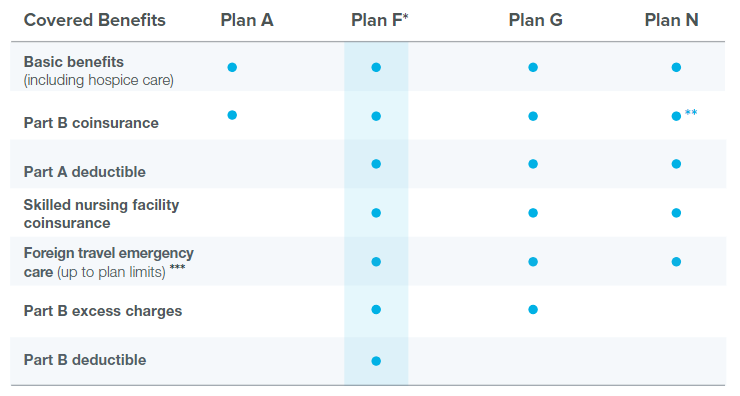 Covered Benefits Plan A Plan F* Plan G Plan N
Basic benefits
(including hospice care)
Part B coinsurance **
Part A deductible
Skilled nursing facility
coinsurance
Foreign travel emergency
care (up to plan limits) ***
Part B excess charges
Part B deductible